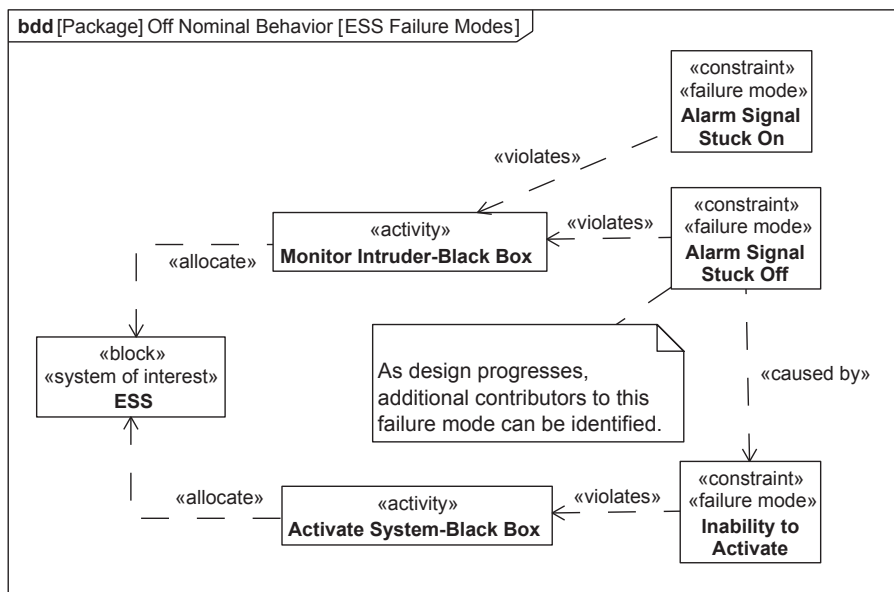 bdd [Package] Off Nominal Behavior [ESS Failure Modes]
«constraint»
«failure mode»
Alarm Signal
Stuck On
«violates»
«constraint»
«failure mode»
Alarm Signal
Stuck Off
«violates»
«activity»
Monitor Intruder-Black Box
«allocate»
As design progresses,
additional contributors to this
failure mode can be identified.
«caused by»
«block»
«system of interest»
ESS
«allocate»
«activity»
Activate System-Black Box
«violates»
«constraint»
«failure mode»
Inability to
Activate